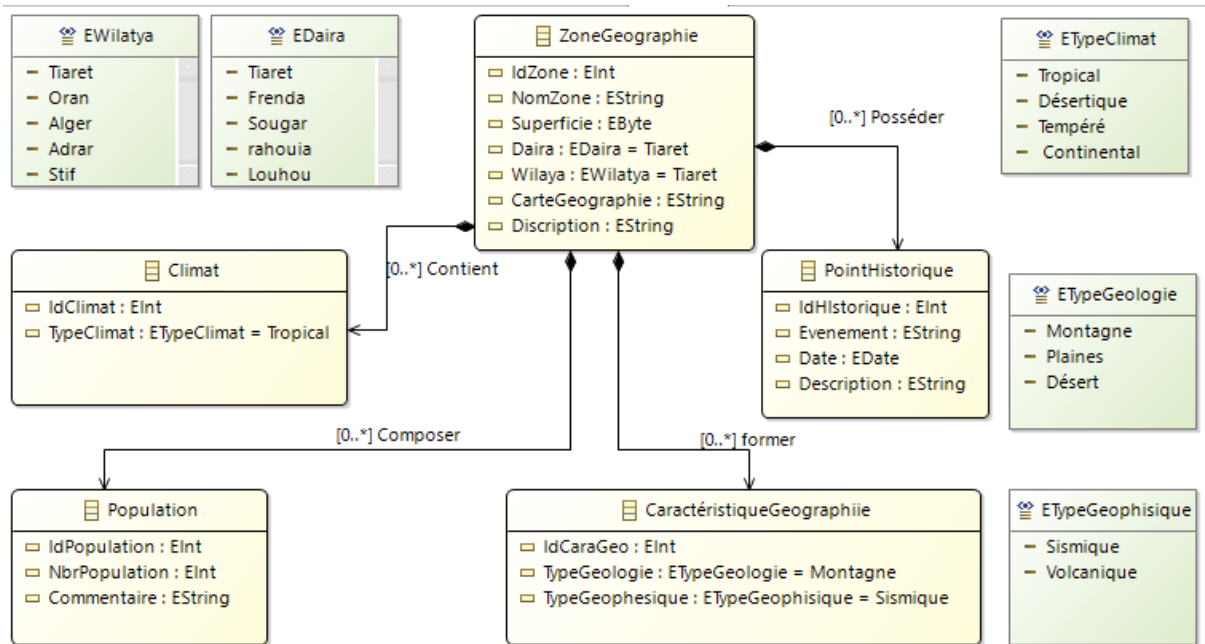 EWilatya
Tiaret
Oran
Alger
Adrar
Stif
EDaira
Tiaret
Frenda
Sougar
rahouia
Louhou
ZoneGeographie
IdZone : EInt
NomZone : EString
Superficie : EByte
Daira : EDaira = Tiaret
Wilaya : EWilatya = Tiaret
CarteGeographie : EString
Discription : EString
ETypeClimat
Tropical
Désertique
Tempéré
Continental
[0..*] Posséder
[0..*] Contient
Climat
IdClimat : EInt
TypeClimat : ETypeClimat = Tropical
PointHistorique
IdHIstorique : EInt
Evenement : EString
Date : EDate
Description : EString
ETypeGeologie
Montagne
Plaines
Désert
[0..*] Composer
[0..*] former
Population
IdPopulation : EInt
NbrPopulation : EInt
Commentaire : EString
CaractéristiqueGeographiie
IdCaraGeo : EInt
TypeGeologie : ETypeGeologie = Montagne
TypeGeophesique : ETypeGeophisique = Sismique
ETypeGeophisique
Sismique
Volcanique